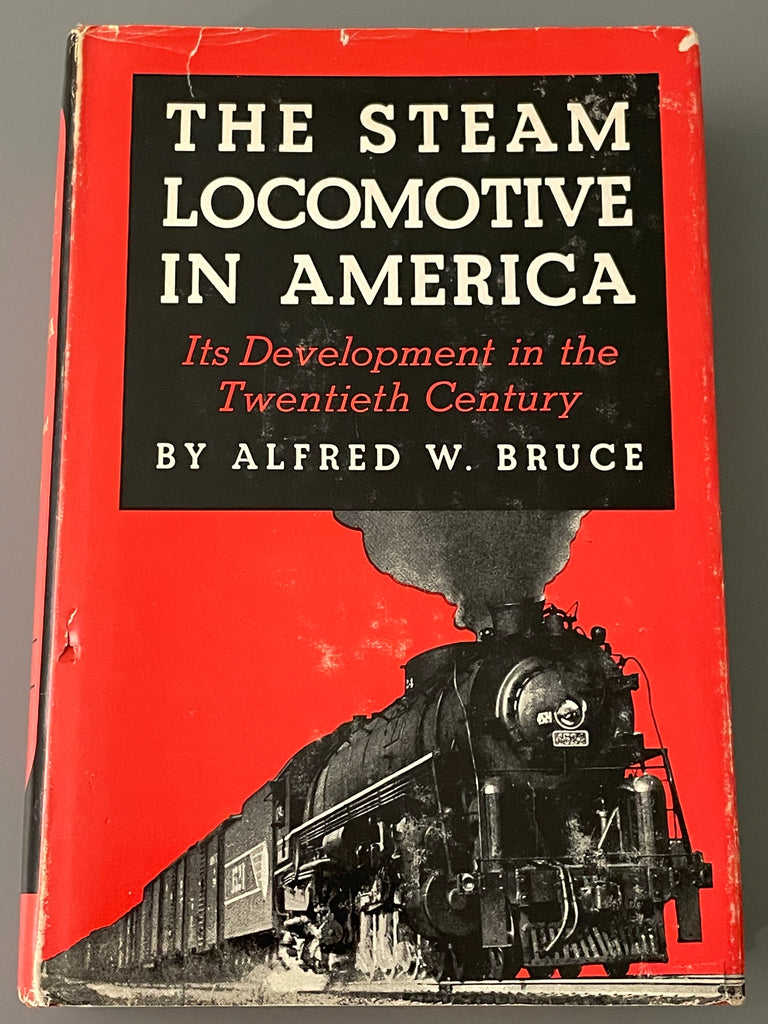 THE STEAM
LOCOMOTIVE
IN AMERICA
Its Development in the
Twentieth Century
BY ALFRED W. BRUCE